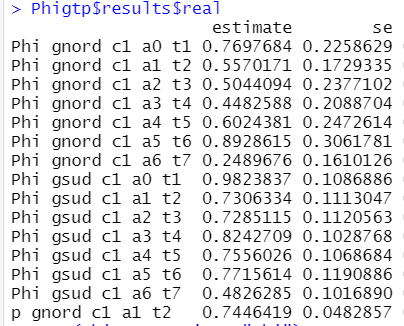 > Phigtp$results$real
estimate se
Phi gnord c1 a0 t1 0.7697684 0.2258629
Phi gnord c1 a1 t2 0.5570171 0.1729335
Phi gnord c1 a2 t3 0.5044094 0.2377102
Phi gnord c1 a3 t4 0.4482588 0.2088704
Phi gnord c1 a4 t5 0.6024381 0.2472614
Phi gnord c1 a5 t6 0.8928615 0.3061781
Phi gnord c1 a6 t7 0.2489676 0.1610126
Phi gsud c1 a0 t1 0.9823837 0.1086886
Phi gsud c1 a1 t2 0.7306334 0.1113047
Phi gsud c1 a2 t3 0.7285115 0.1120563
Phi gsud c1 a3 t4 0.8242709 0.1028768
Phi gsud c1 a4 t5 0.7556026 0.1068684
Phi gsud c1 a5 t6 0.7715614 0.1190886
Phi gsud c1 a6 t7 0.4826285 0.1016890
p gnord c1 a1 t2 0.7446419 0.0482857